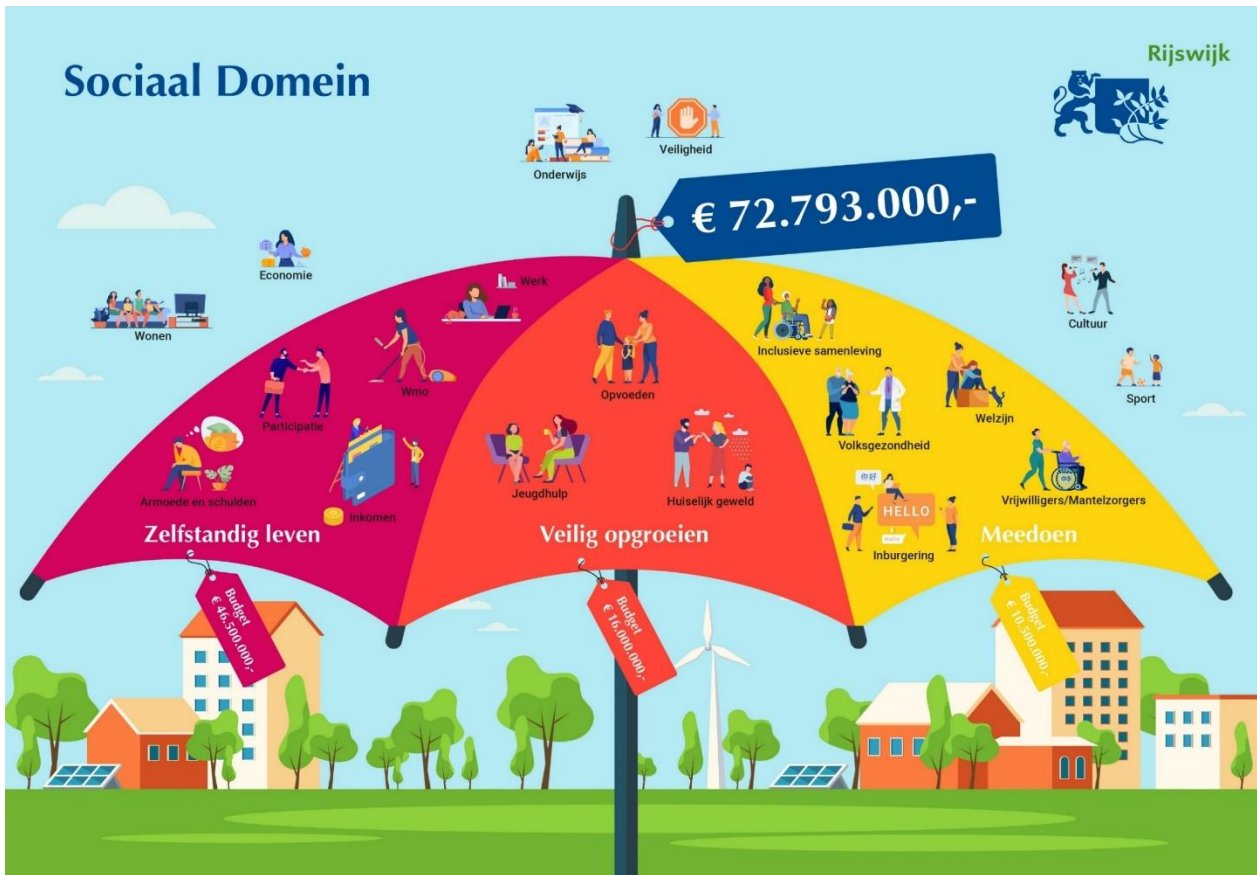 Sociaal Domein
Rijswijk
Onderwijs
Veiligheid
€ 72.793.000,-
Economie
Wonen
Cultuur
Sport
Werk
Wmo
Participatie
Armoede en schulden
Inkomen
Zelfstandig leven
Budget
€ 46.500.000,-
Opvoeden
Jeugdhulp
Huiselijk geweld
Veilig opgroeien
Budget
€ 16.000.000,-
Inclusieve samenleving
Welzijn
Volksgezondheid
Vrijwilligers/Mantelzorgers
你好
HELLO
Inburgering
Meedoen
Budget
€ 10.500.000,-